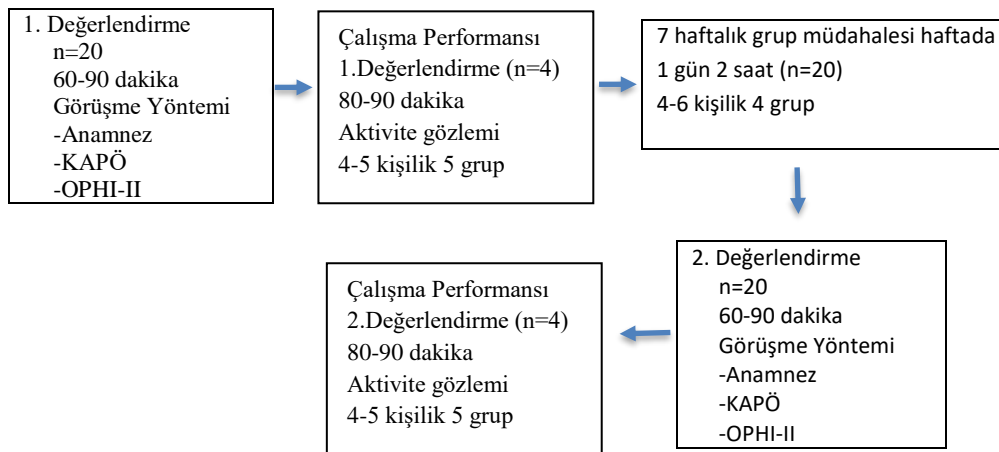 1. Değerlendirme
n=20
60-90 dakika
Görüşme Yöntemi
-Anamnez
-KAPÖ
-OPHI-II
Çalışma Performansı
1.Değerlendirme (n=4)
80-90 dakika
Aktivite gözlemi
4-5 kişilik 5 grup
7 haftalık grup müdahalesi haftada
1 gün 2 saat (n=20)
4-6 kişilik 4 grup
2. Değerlendirme
n=20
60-90 dakika
Görüşme Yöntemi
-Anamnez
-KAPÖ
-OPHI-II
Çalışma Performansı
2.Değerlendirme (n=4)
80-90 dakika
Aktivite gözlemi
4-5 kişilik 5 grup